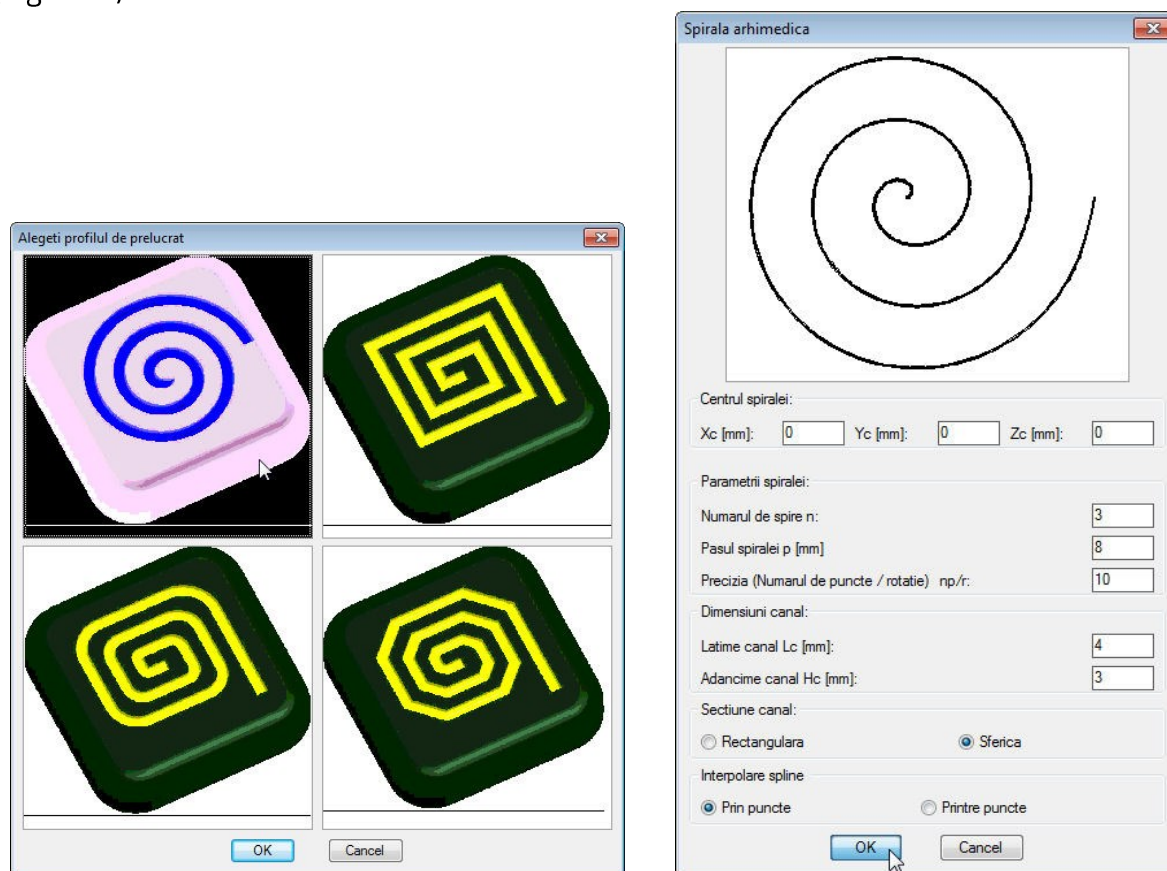 Spirala arhimedica
Alegeti profilul de prelucrat
OK Cancel
Centrul spiralei:
Xc [mm]: 0 Yc [mm]: 0 Zc [mm]: 0
Parametrii spiralei:
Numarul de spire n: 3
Pasul spiralei p [mm] 8
Precizia (Numarul de puncte / rotatie) np/r: 10
Dimensiuni canal:
Latime canal Lc [mm]: 4
Adancime canal Hc [mm]: 3
Sectiune canal:
Rectangulara Sferica
Interpolare spline
Prin puncte Printre puncte
OK Cancel